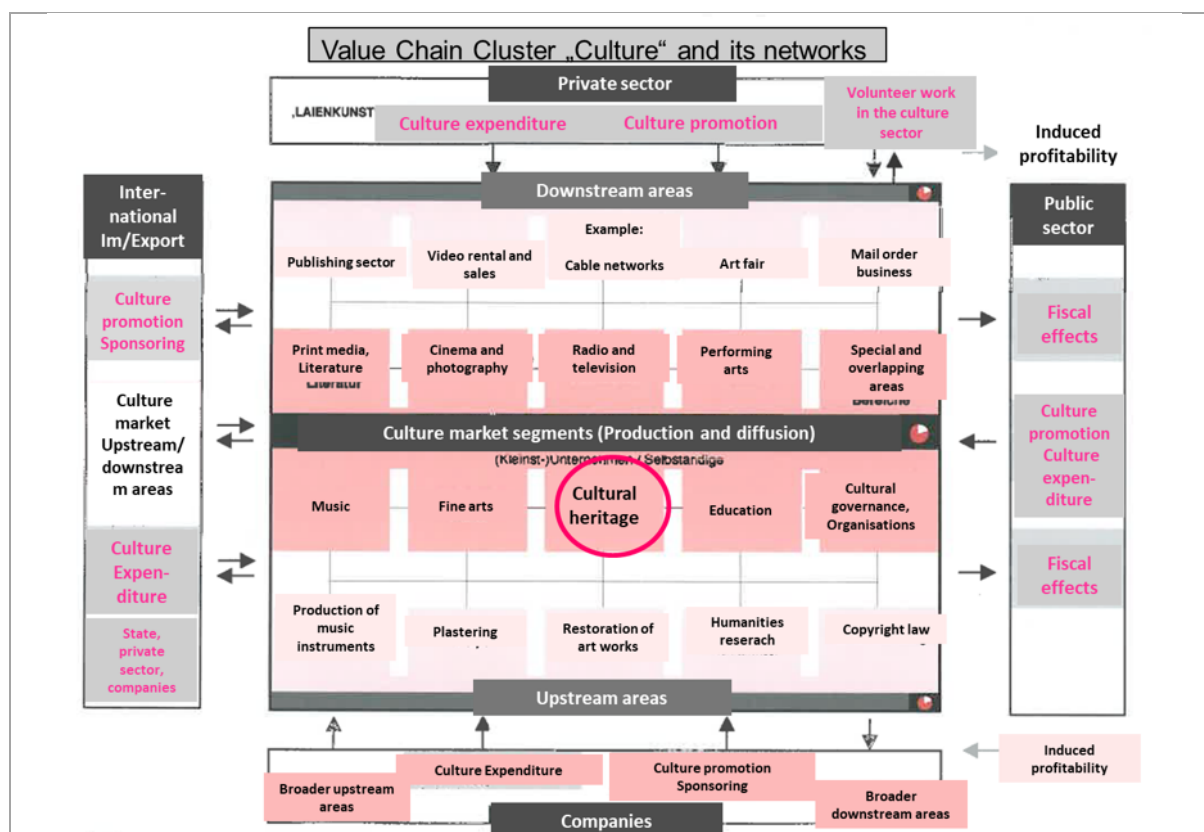 Value Chain Cluster „Culture“ and its networks
Private sector
‚LAIENKUNST
Culture expenditure
Culture promotion
Volunteer work
in the culture
sector
Induced
profitability
Inter-
national
Im/Export
Culture
promotion
Sponsoring
Culture
market
Upstream/
downstrea
m areas
Culture
Expen-
diture
State,
private
sector,
companies
Downstream areas
Example:
Publishing sector
Video rental and
sales
Cable networks
Art fair
Mail order
business
Print media,
Literature
Literatur
Cinema and
photography
Radio and
television
Performing
arts
Special and
overlapping
areas
Bereiche
Culture market segments (Production and diffusion)
(Kleinst-)Unternehmen / Selbständige
Music
Fine arts
Cultural
heritage
Education
Cultural
governance,
Organisations
Production of
music
instruments
Plastering
Restoration of
art works
Humanities
reserach
Copyright law
Upstream areas
Public
sector
Fiscal
effects
Culture
promotion
Culture
expen-
diture
Fiscal
effects
Induced
profitability
Broader upstream
areas
Culture Expenditure
Culture promotion
Sponsoring
Broader
downstream areas
Companies